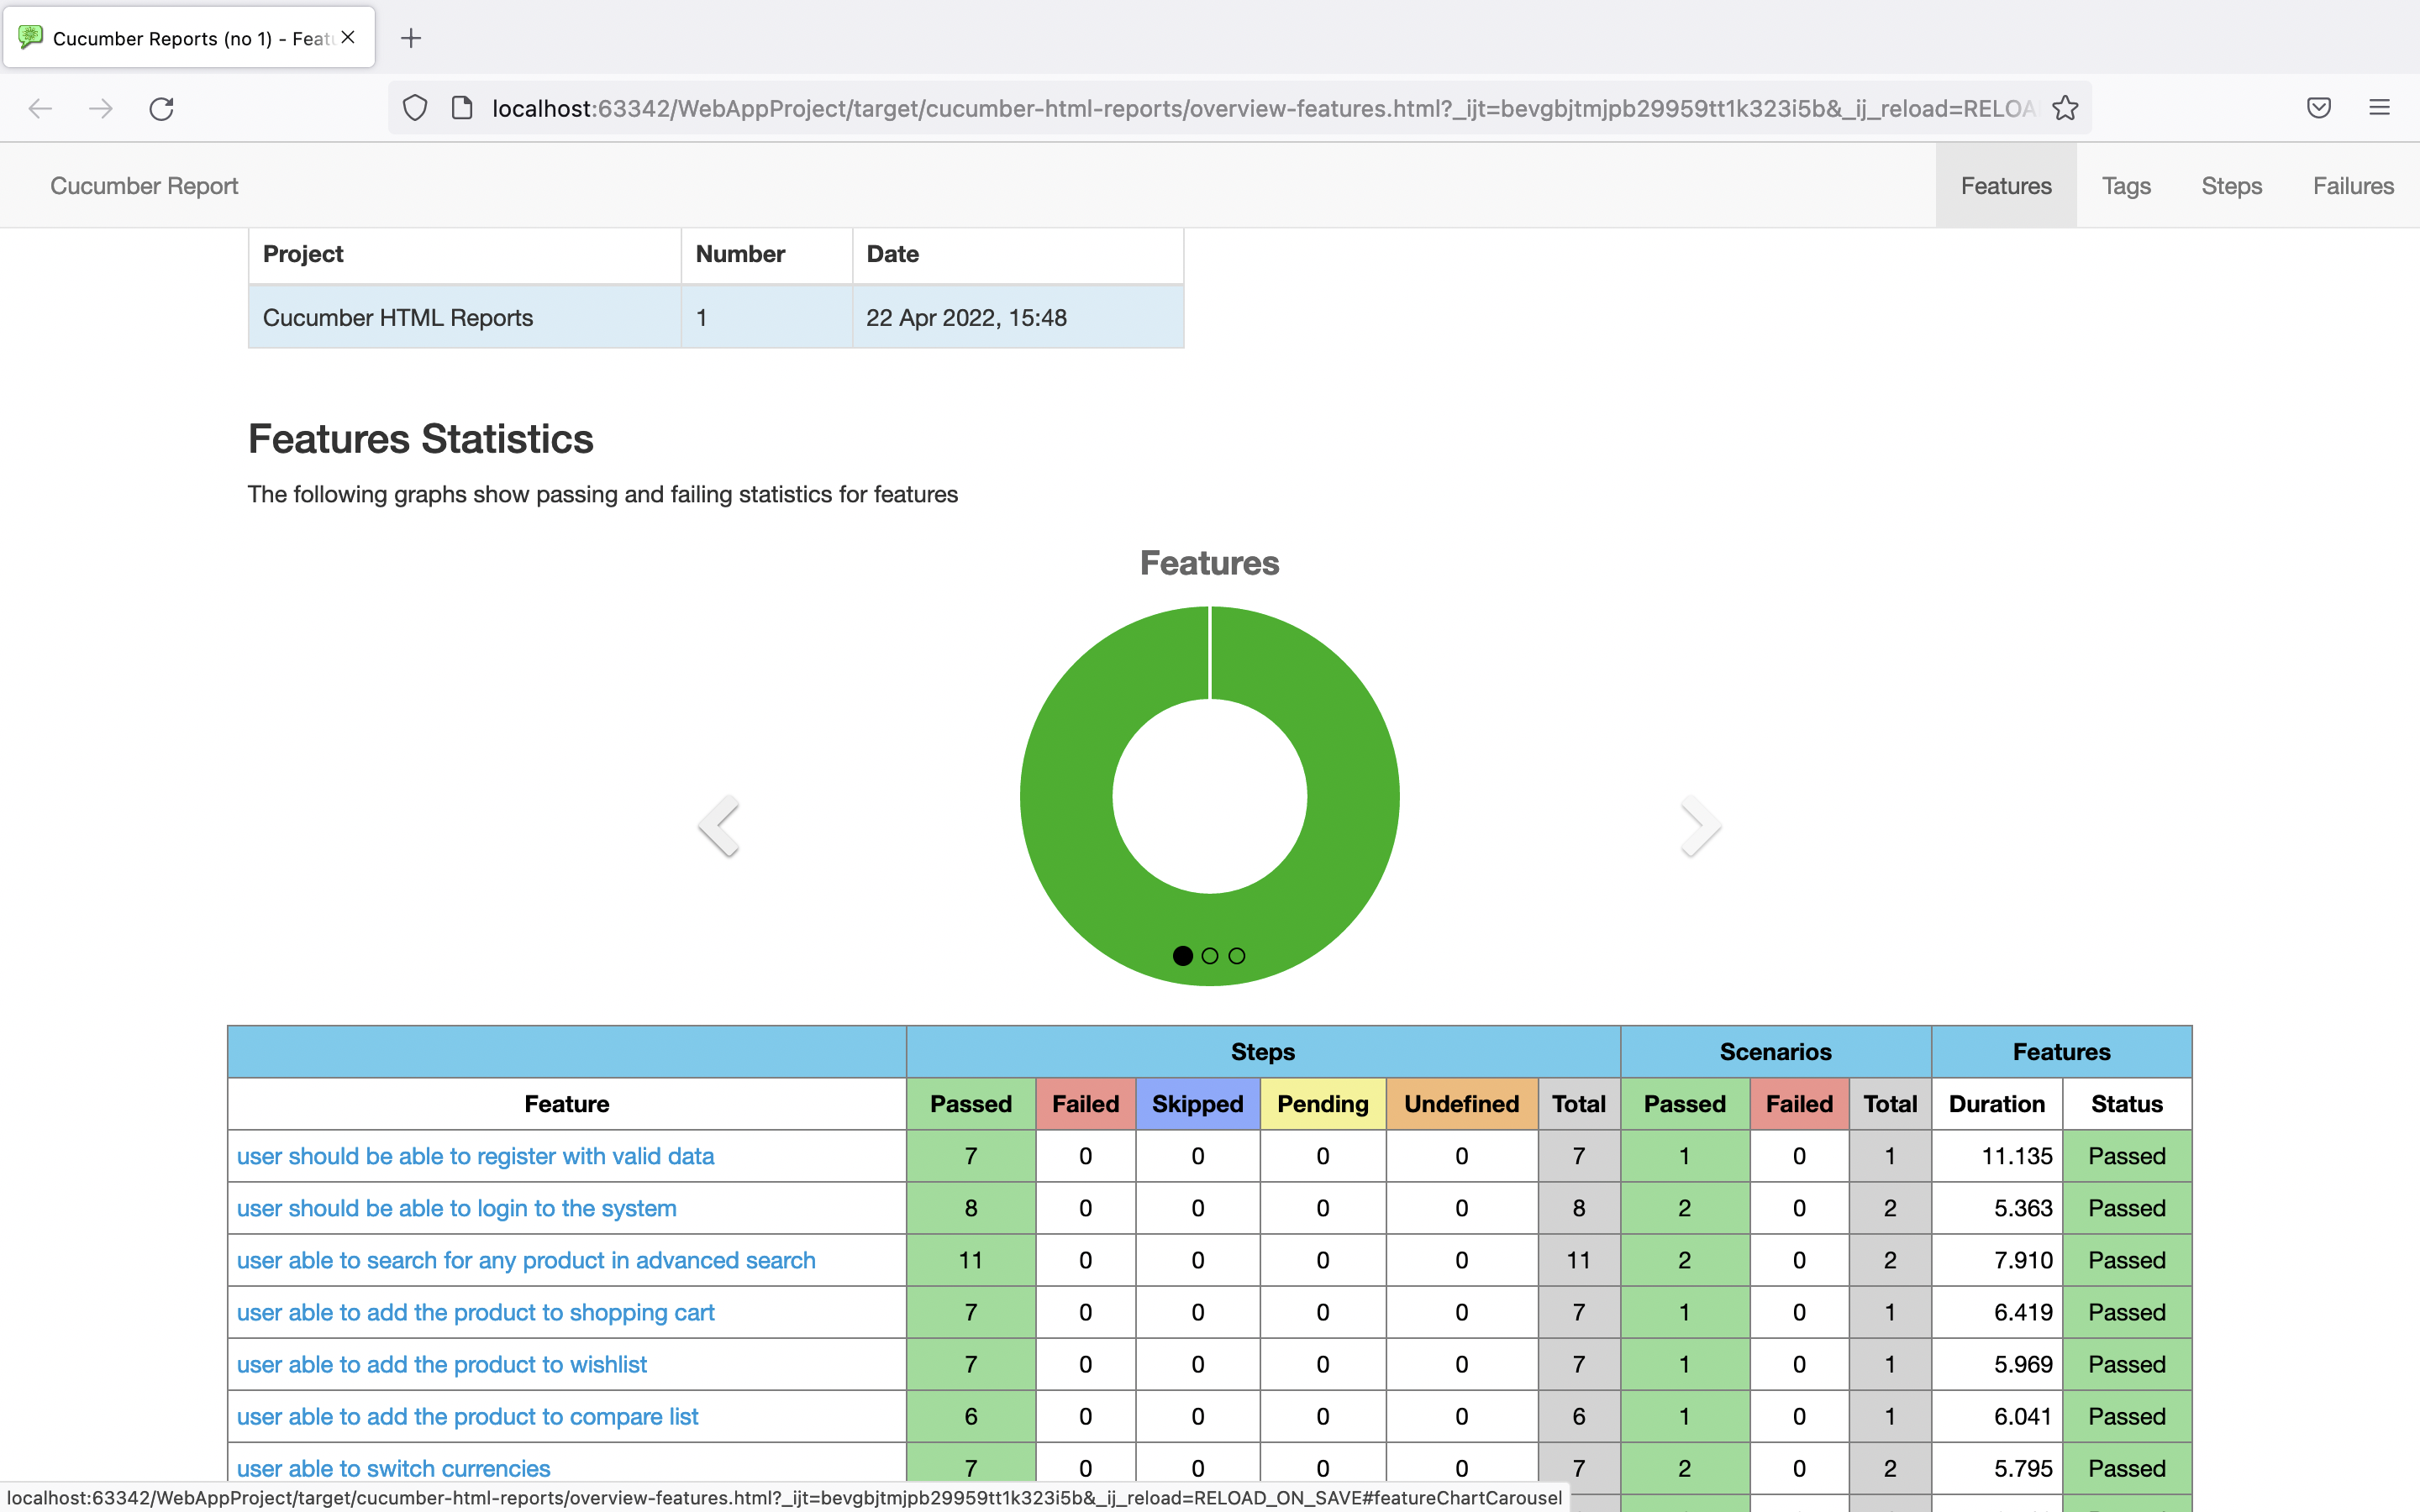 Cucumber Reports (no 1) - Feat
localhost:63342/WebAppProject/target/cucumber-html-reports/overview-features.html?_ijt=bevgbjtmjpb29959tt1k323i5b&_ij_reload=RELOA
Cucumber Report Features Tags Steps Failures
Project Number Date
Cucumber HTML Reports 1 22 Apr 2022, 15:48
Features Statistics
The following graphs show passing and failing statistics for features
Features
Steps Scenarios Features
Feature Passed Failed Skipped Pending Undefined Total Passed Failed Total Duration Status
user should be able to register with valid data 7 0 0 0 0 7 1 0 1 11.135 Passed
user should be able to login to the system 8 0 0 0 0 8 2 0 2 5.363 Passed
user able to search for any product in advanced search 11 0 0 0 0 11 2 0 2 7.910 Passed
user able to add the product to shopping cart 7 0 0 0 0 7 1 0 1 6.419 Passed
user able to add the product to wishlist 7 0 0 0 0 7 1 0 1 5.969 Passed
user able to add the product to compare list 6 0 0 0 0 6 1 0 1 6.041 Passed
user able to switch currencies 7 0 0 0 0 7 2 0 2 5.795 Passed
localhost:63342/WebAppProject/target/cucumber-html-reports/overview-features.html?_ijt=bevgbjtmjpb29959tt1k323i5b&_ij_reload=RELOAD_ON_SAVE#featureChartCarousel